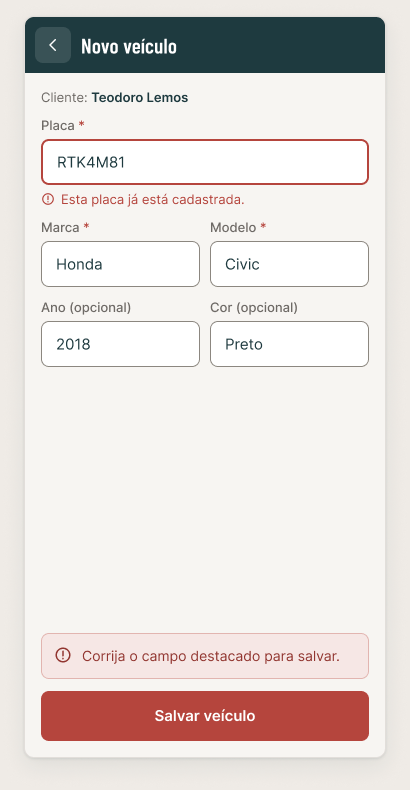 Novo veículo
Cliente: Teodoro Lemos
Placa *
RTK4M81
Esta placa já está cadastrada.
Marca * Modelo *
Honda Civic
Ano (opcional) Cor (opcional)
2018 Preto
Corrija o campo destacado para salvar.
Salvar veículo